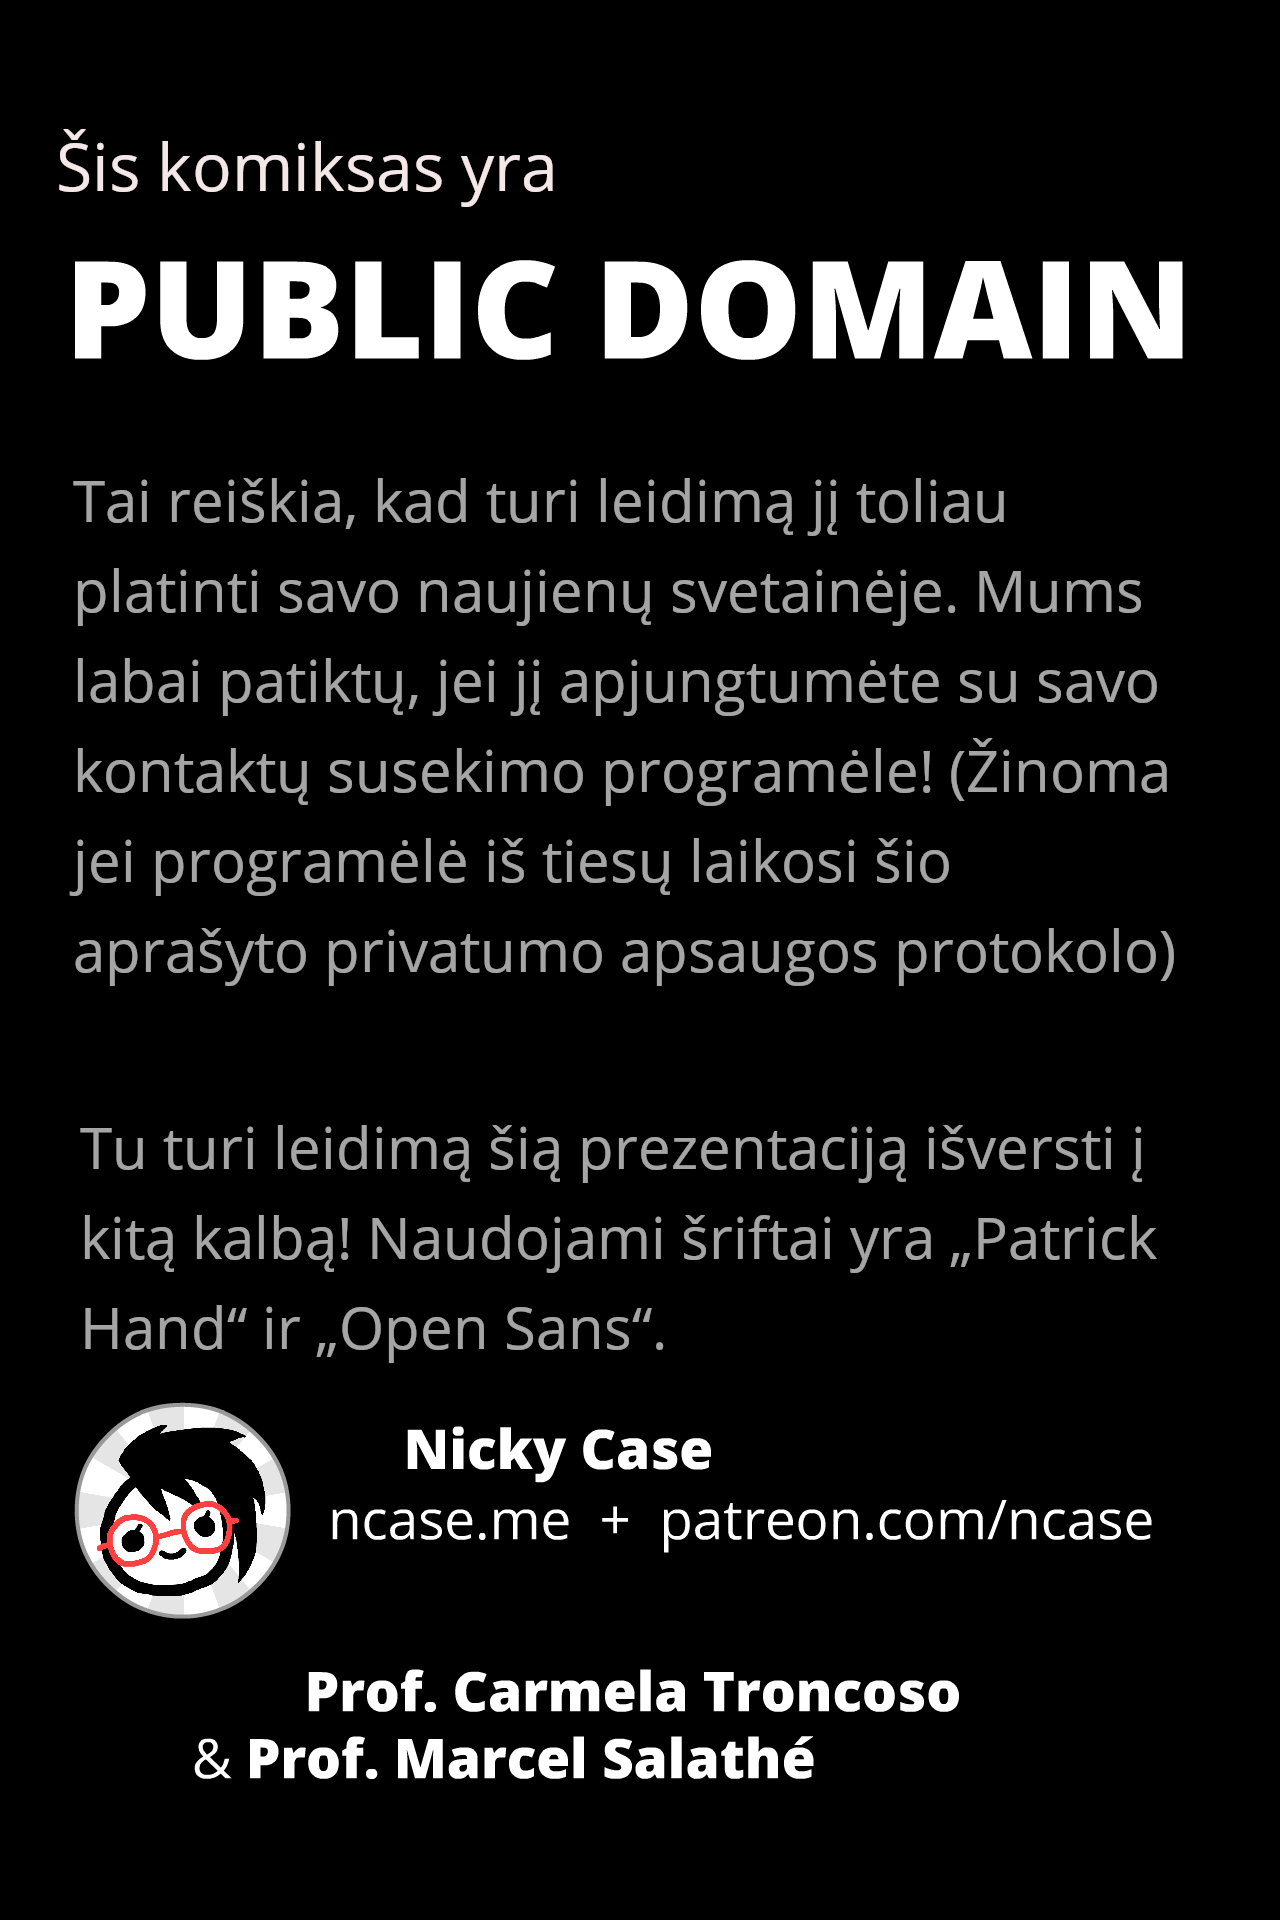 Šis komiksas yra
PUBLIC DOMAIN
Tai reiškia, kad turi leidimą jį toliau
platinti savo naujienų svetainėje. Mums
labai patiktų, jei jį apjungtumėte su savo
kontaktų susekimo programėle! (Žinoma
jei programėlė iš tiesų laikosi šio
aprašyto privatumo apsaugos protokolo)
Tu turi leidimą šią prezentaciją išversti į
kitą kalbą! Naudojami šriftai yra „Patrick
Hand“ ir „Open Sans“.
Nicky Case
ncase.me + patreon.com/ncase
Prof. Carmela Troncoso
& Prof. Marcel Salathé